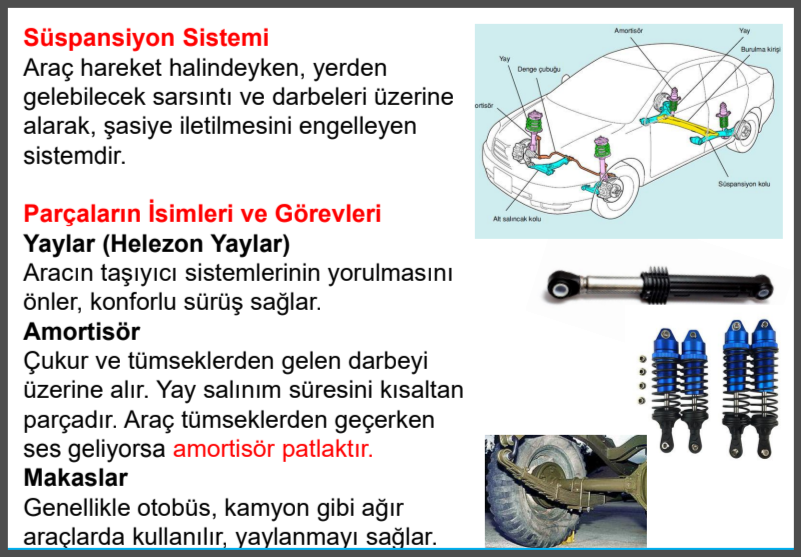 Süspansiyon Sistemi
Araç hareket halindeyken, yerden
gelebilecek sarsıntı ve darbeleri üzerine
alarak, şasiye iletilmesini engelleyen
sistemdir.
Parçaların İsimleri ve Görevleri
Yaylar (Helezon Yaylar)
Aracın taşıyıcı sistemlerinin yorulmasını
önler, konforlu sürüş sağlar.
Amortisör
Çukur ve tümseklerden gelen darbeyi
üzerine alır. Yay salınım süresini kısaltan
parçadır. Araç tümseklerden geçerken
ses geliyorsa amortisör patlaktır.
Makaslar
Genellikle otobüs, kamyon gibi ağır
araçlarda kullanılır, yaylanmayı sağlar.
Amortisör
Yay
Burulma kirişi
Yay
Denge çubuğu
ortisör
Süspansiyon kolu
Alt salıncak kolu